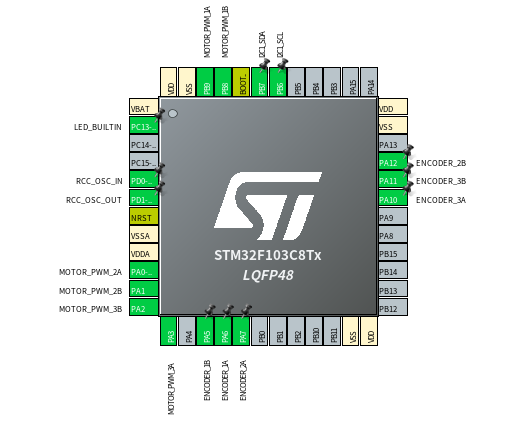 MOTOR_PWM_1A
MOTOR_PWM_1B
I2C1_SDA
I2C1_SCL
VDD
VSS
PB9
PB8
BOOT..
PB7
PB6
PB5
PB4
PB3
PA15
PA14
VBAT
VDD
LED_BUILTIN PC13-..
VSS
PC14-..
PA13
PC15-..
PA12 ENCODER_2B
RCC_OSC_IN PD0-..
PA11 ENCODER_3B
RCC_OSC_OUT PD1-..
PA10 ENCODER_3A
NRST
PA9
VSSA
PA8
VDDA
PB15
MOTOR_PWM_2A PA0-..
PB14
MOTOR_PWM_2B PA1
PB13
MOTOR_PWM_3B PA2
PB12
ST
STM32F103C8Tx
LQFP48
PA3
PA4
PA5
PA6
PA7
PB0
PB1
PB2
PB10
PB11
VSS
VDD
MOTOR_PWM_3A
ENCODER_1B
ENCODER_1A
ENCODER_2A